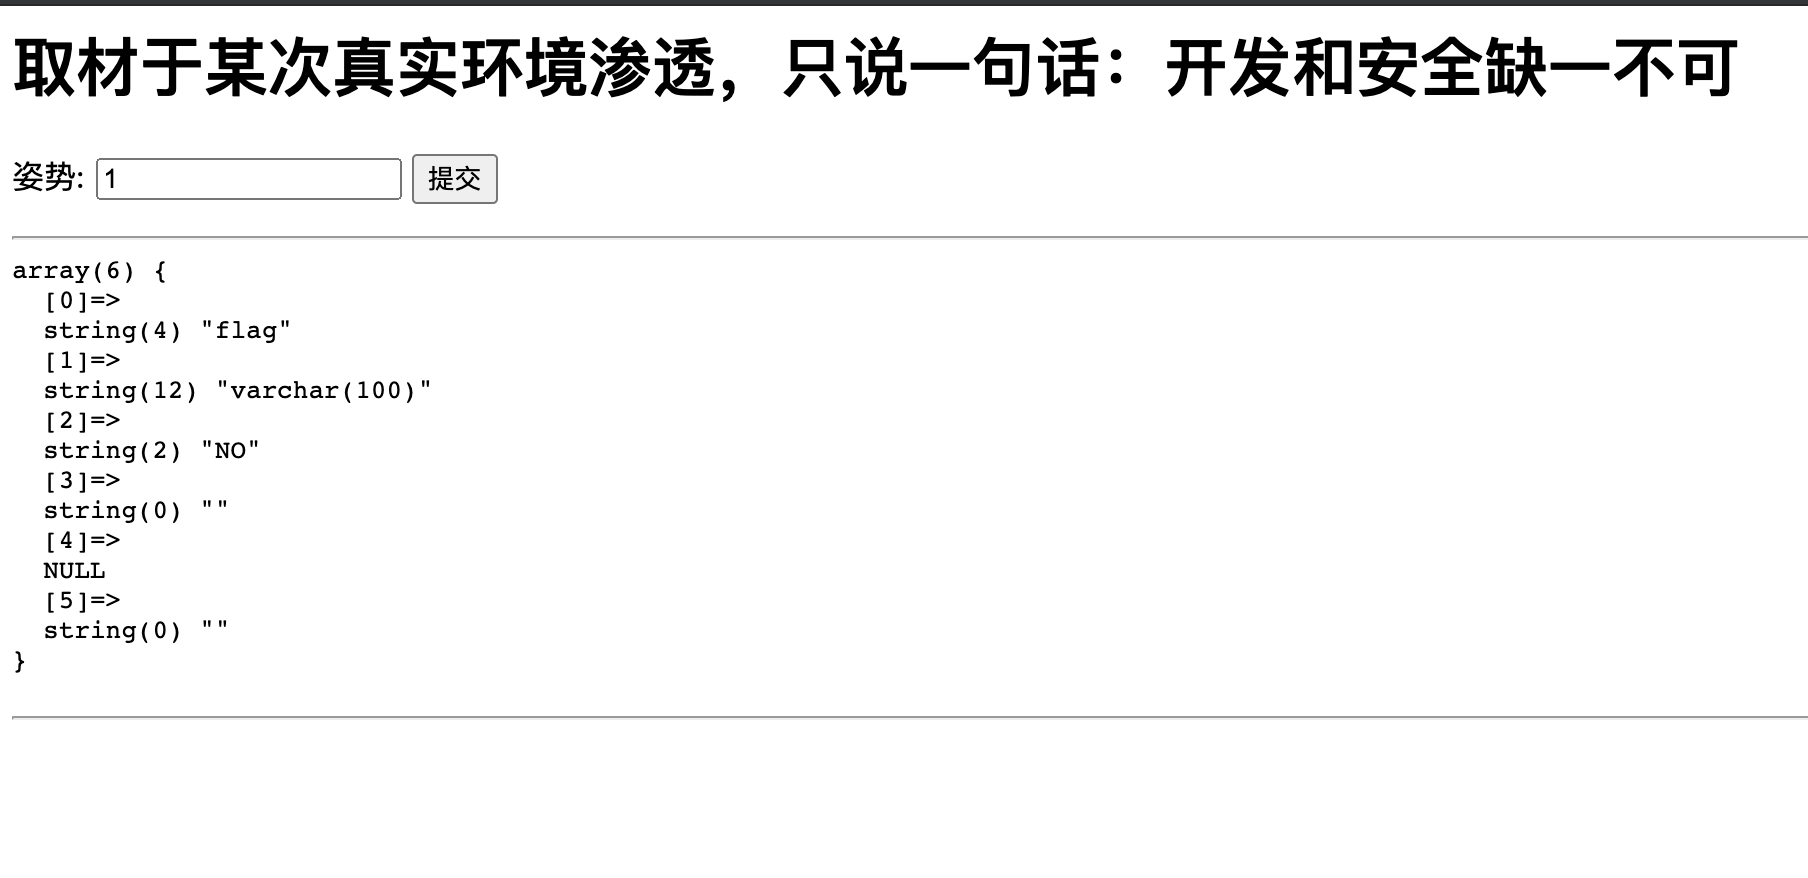 取材于某次真实环境渗透，只说一句话：开发和安全缺一不可
姿势: 1 提交
array(6) {
  [0]=>
  string(4) "flag"
  [1]=>
  string(12) "varchar(100)"
  [2]=>
  string(2) "NO"
  [3]=>
  string(0) ""
  [4]=>
  NULL
  [5]=>
  string(0) ""
}